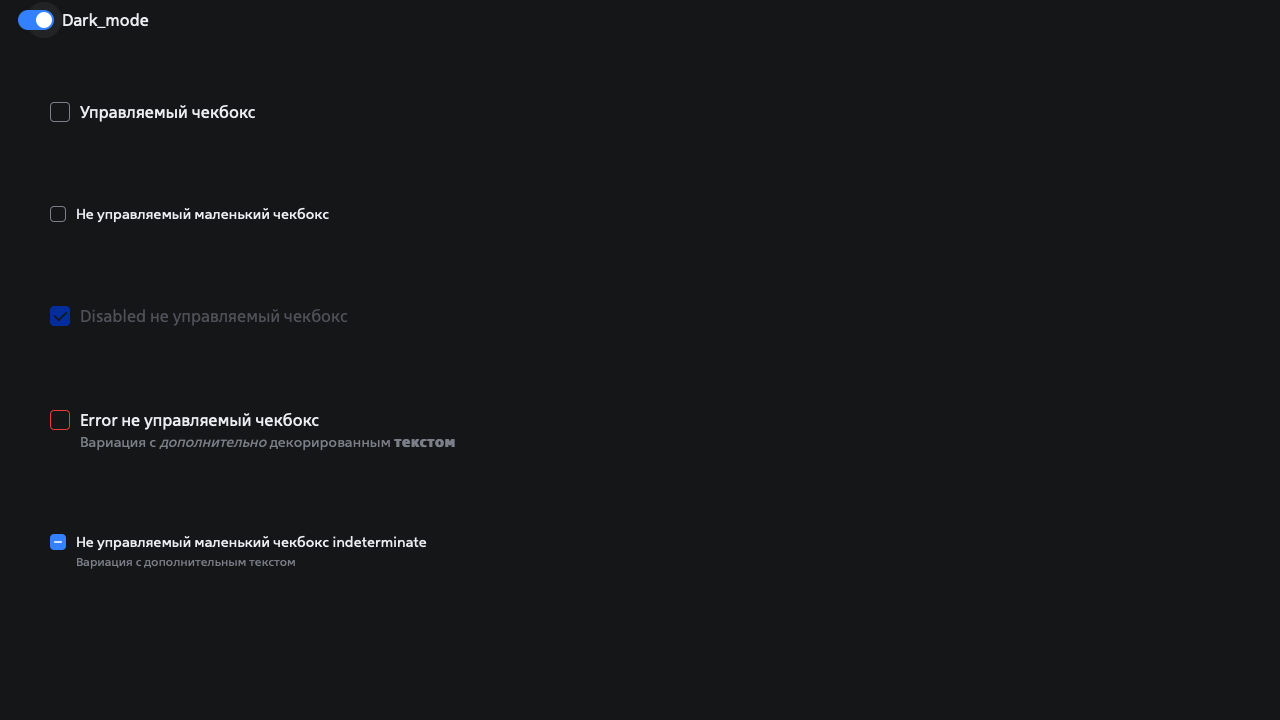 Dark_mode
Управляемый чекбокс
Не управляемый маленький чекбокс
Disabled не управляемый чекбокс
Error не управляемый чекбокс
Вариация с дополнительно декорированным текстом
Не управляемый маленький чекбокс indeterminate
Вариация с дополнительным текстом